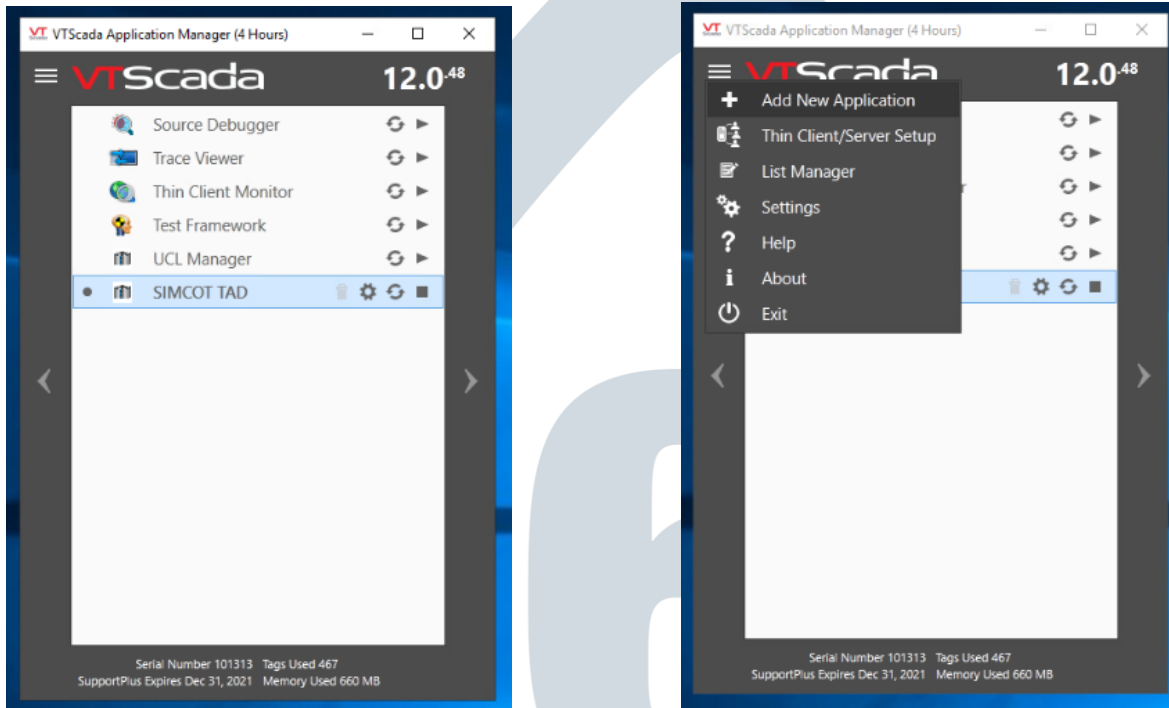 VTScada Application Manager (4 Hours)
VTScada 12.0.48
Source Debugger
Trace Viewer
Thin Client Monitor
Test Framework
UCL Manager
SIMCOT TAD
Serial Number 101313 Tags Used 467
SupportPlus Expires Dec 31, 2021 Memory Used 660 MB
VTScada Application Manager (4 Hours)
VTScada 12.0.48
Add New Application
Thin Client/Server Setup
List Manager
Settings
Help
About
Exit
Serial Number 101313 Tags Used 467
SupportPlus Expires Dec 31, 2021 Memory Used 660 MB